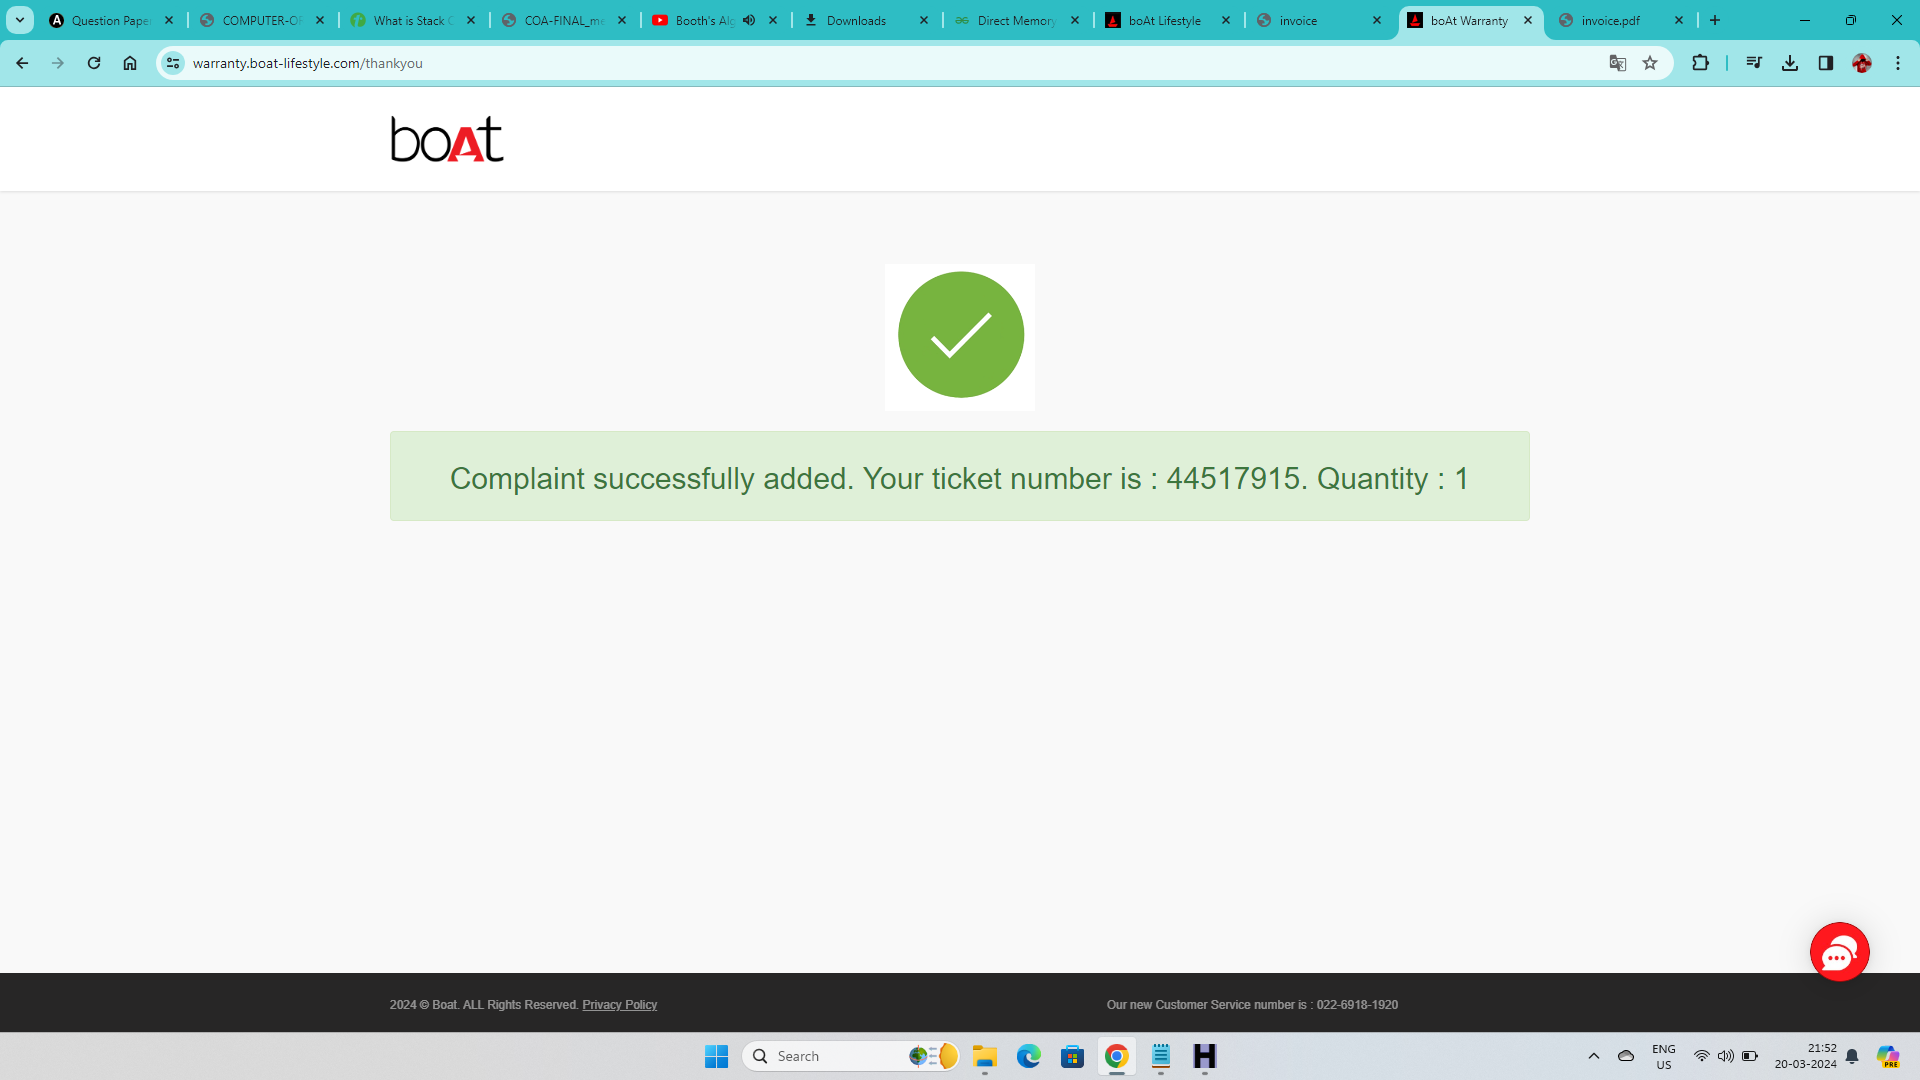 Question Pape
COMPUTER-OR
What is Stack O
COA-FINAL_me
Booth's Alg
Downloads
Direct Memory
boAt Lifestyle
invoice
boAt Warranty
invoice.pdf
warranty.boat-lifestyle.com/thankyou
boAt
Complaint successfully added. Your ticket number is : 44517915. Quantity : 1
2024 © Boat. ALL Rights Reserved. Privacy Policy
Our new Customer Service number is : 022-6918-1920
Search
ENG
US
21:52
20-03-2024
PRE